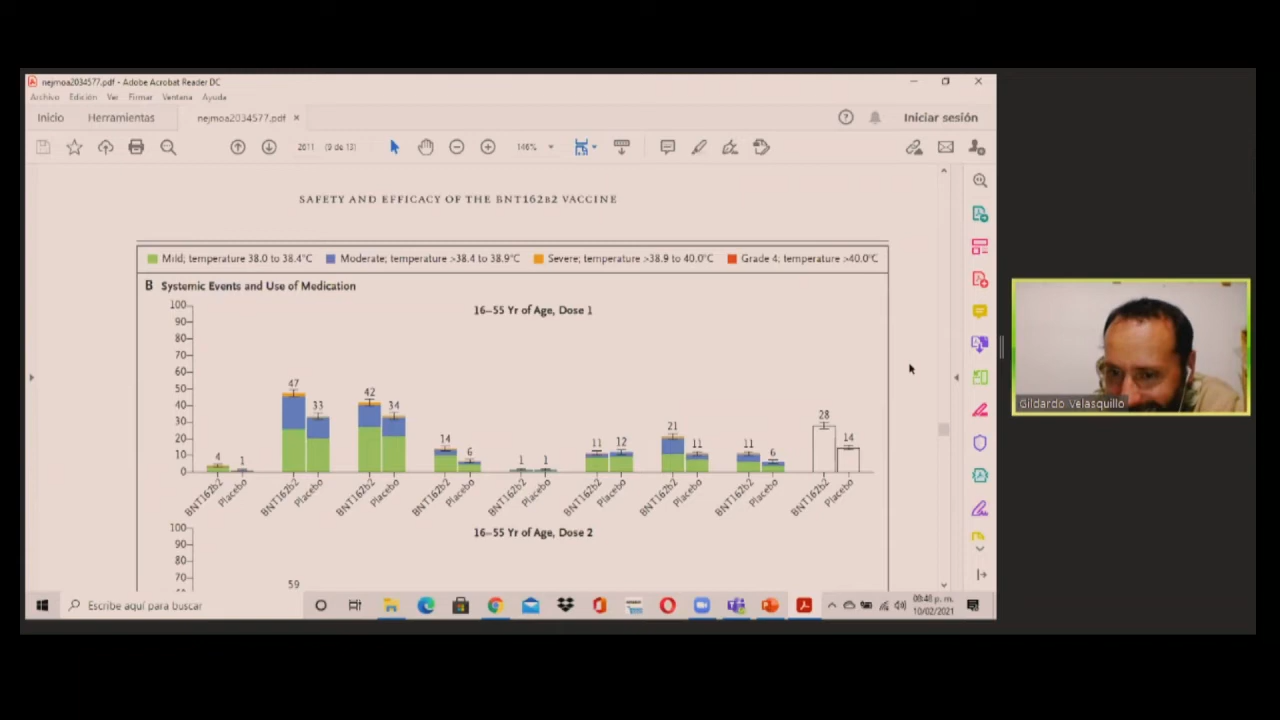 nejmoa2034577.pdf - Adobe Acrobat Reader DC
Archivo Edición Ver Firmar Ventana Ayuda
Inicio Herramientas nejmoa2034577.pdf × Iniciar sesión
2011 (9 de 13) 146%
SAFETY AND EFFICACY OF THE BNT162B2 VACCINE
Mild; temperature 38.0 to 38.4°C Moderate; temperature >38.4 to 38.9°C Severe; temperature >38.9 to 40.0°C Grade 4; temperature >40.0°C
B Systemic Events and Use of Medication
16–55 Yr of Age, Dose 1
100
90
80
70
60
50
40
30
20
10
0
4 1 47 33 42 34 14 6 1 1 11 12 21 11 11 6 28 14
BNT162b2 Placebo BNT162b2 Placebo BNT162b2 Placebo BNT162b2 Placebo BNT162b2 Placebo BNT162b2 Placebo BNT162b2 Placebo BNT162b2 Placebo BNT162b2 Placebo
16–55 Yr of Age, Dose 2
100
90
80
70
59
Gildardo Velasquillo
Escribe aquí para buscar
08:48 p. m.
10/02/2021